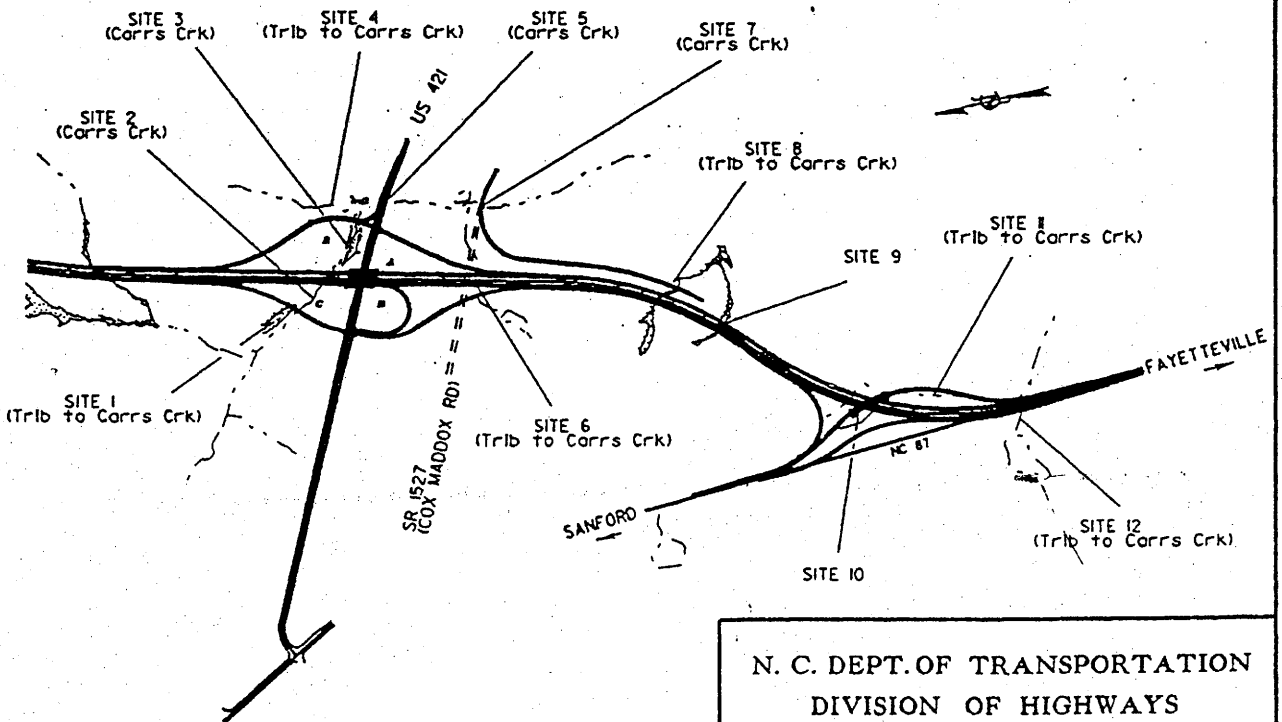 SITE 3
(Carrs Crk)
SITE 4
(Trib to Carrs Crk)
SITE 5
(Carrs Crk)
SITE 7
(Carrs Crk)
US 421
SITE 2
(Carrs Crk)
SITE 8
(Trib to Carrs Crk)
SITE 11
(Trib to Carrs Crk)
SITE 9
A
C
FAYETTEVILLE
SITE 1
(Trib to Carrs Crk)
SITE 6
(Trib to Carrs Crk)
SR 1527
(COX MADDOX RD)
NC 87
SANFORD
SITE 12
(Trib to Carrs Crk)
SITE 10
N. C. DEPT. OF TRANSPORTATION
DIVISION OF HIGHWAYS